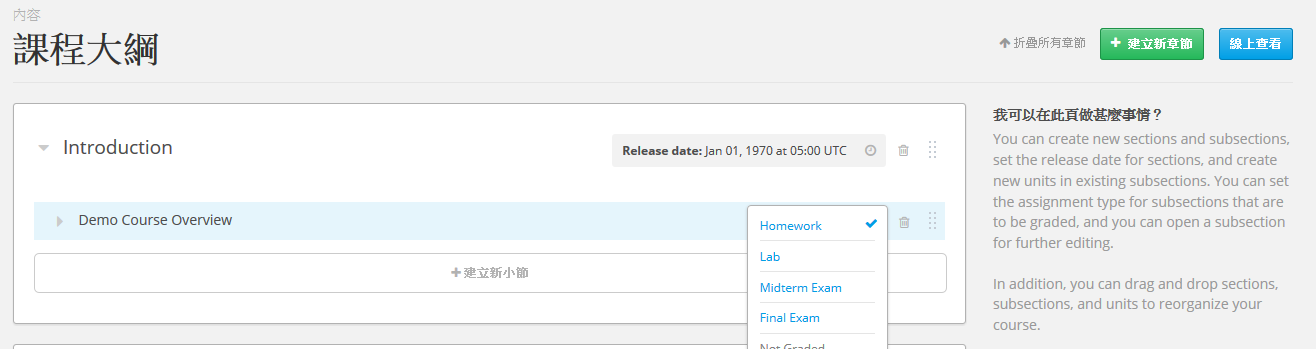 內容
課程大綱
折疊所有章節
+ 建立新章節
線上查看
Introduction
Release date: Jan 01, 1970 at 05:00 UTC
Demo Course Overview
Homework
Lab
Midterm Exam
Final Exam
Not Graded
+ 建立新小節
我可以在此頁做甚麼事情？
You can create new sections and subsections,
set the release date for sections, and create
new units in existing subsections. You can set
the assignment type for subsections that are
to be graded, and you can open a subsection
for further editing.
In addition, you can drag and drop sections,
subsections, and units to reorganize your
course.